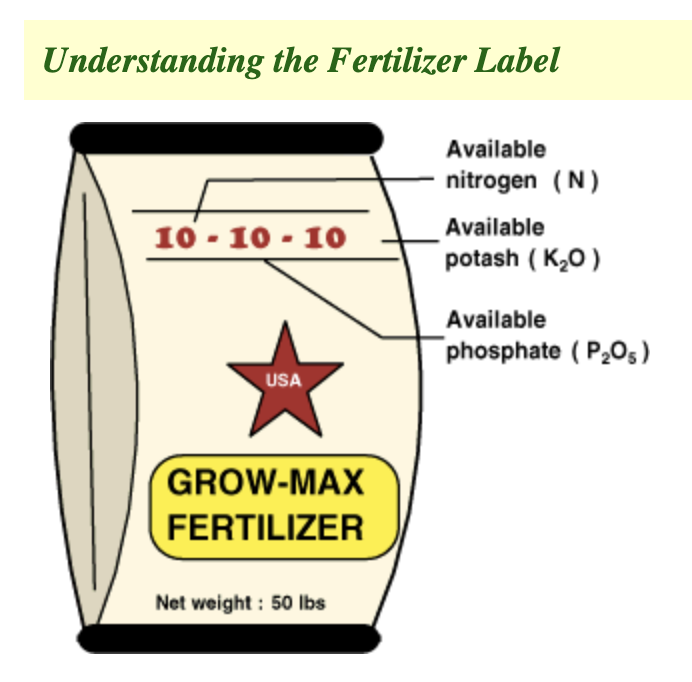 Understanding the Fertilizer Label
Available
nitrogen ( N )
10 - 10 - 10
Available
potash ( K₂O )
Available
phosphate ( P₂O₅ )
USA
GROW-MAX
FERTILIZER
Net weight : 50 lbs